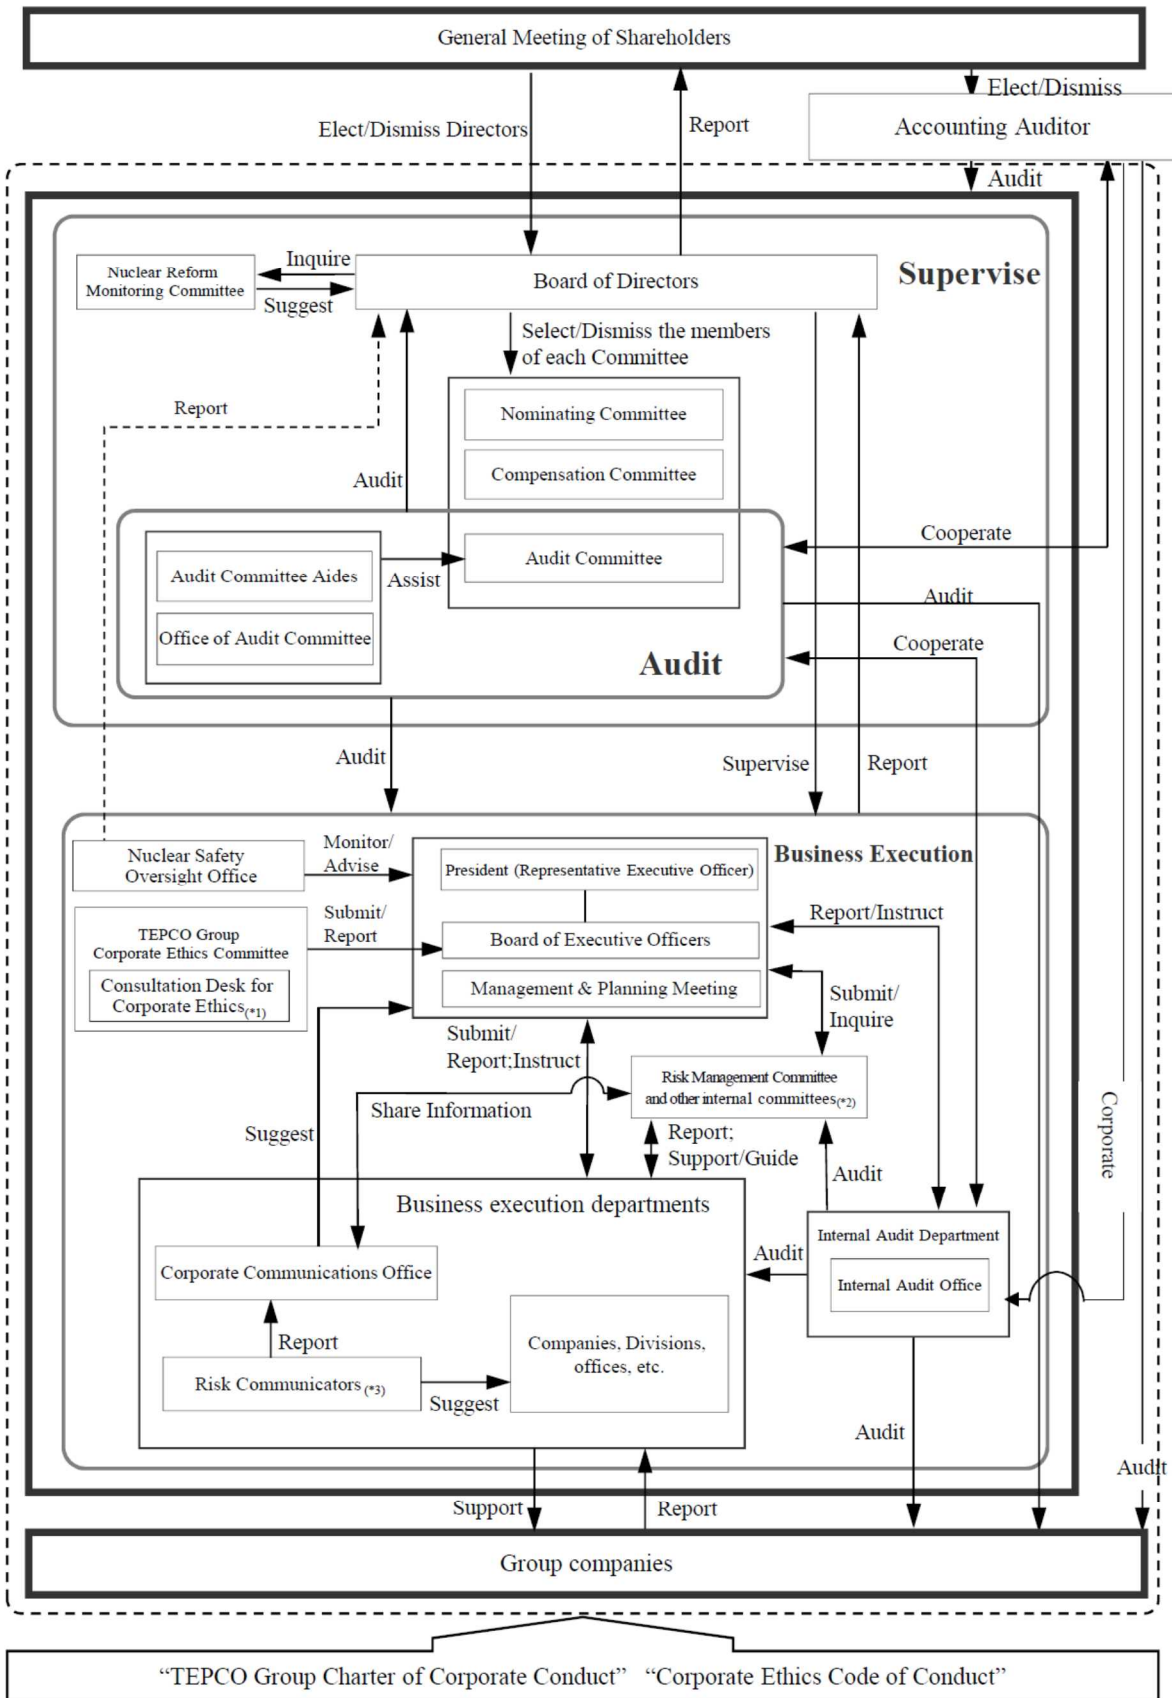 General Meeting of Shareholders
Elect/Dismiss
Elect/Dismiss Directors
Report
Accounting Auditor
Audit
Supervise
Nuclear Reform
Monitoring Committee
Inquire
Suggest
Board of Directors
Select/Dismiss the members
of each Committee
Report
Nominating Committee
Compensation Committee
Audit
Cooperate
Audit Committee Aides
Assist
Audit Committee
Audit
Office of Audit Committee
Cooperate
Audit
Audit
Supervise
Report
Nuclear Safety
Oversight Office
Monitor/
Advise
Business Execution
President (Representative Executive Officer)
TEPCO Group
Corporate Ethics Committee
Submit/
Report
Board of Executive Officers
Report/Instruct
Consultation Desk for
Corporate Ethics(*1)
Management & Planning Meeting
Submit/
Inquire
Submit/
Report;Instruct
Risk Management Committee
and other internal committees(*2)
Share Information
Suggest
Report;
Support/Guide
Audit
Corporate
Business execution departments
Internal Audit Department
Audit
Corporate Communications Office
Internal Audit Office
Report
Companies, Divisions,
offices, etc.
Risk Communicators(*3)
Suggest
Audit
Audit
Support
Report
Group companies
“TEPCO Group Charter of Corporate Conduct” “Corporate Ethics Code of Conduct”